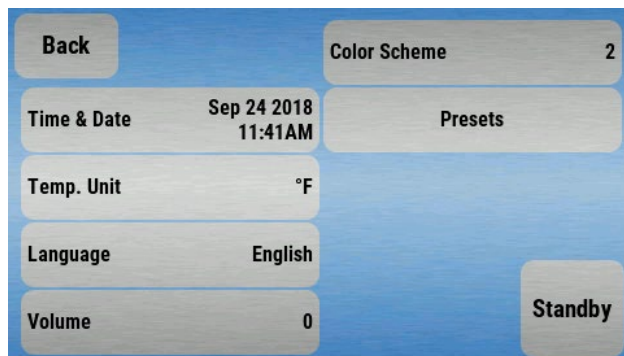 Back
Time & Date
Sep 24 2018
11:41AM
Temp. Unit
°F
Language
English
Volume
0
Color Scheme
2
Presets
Standby